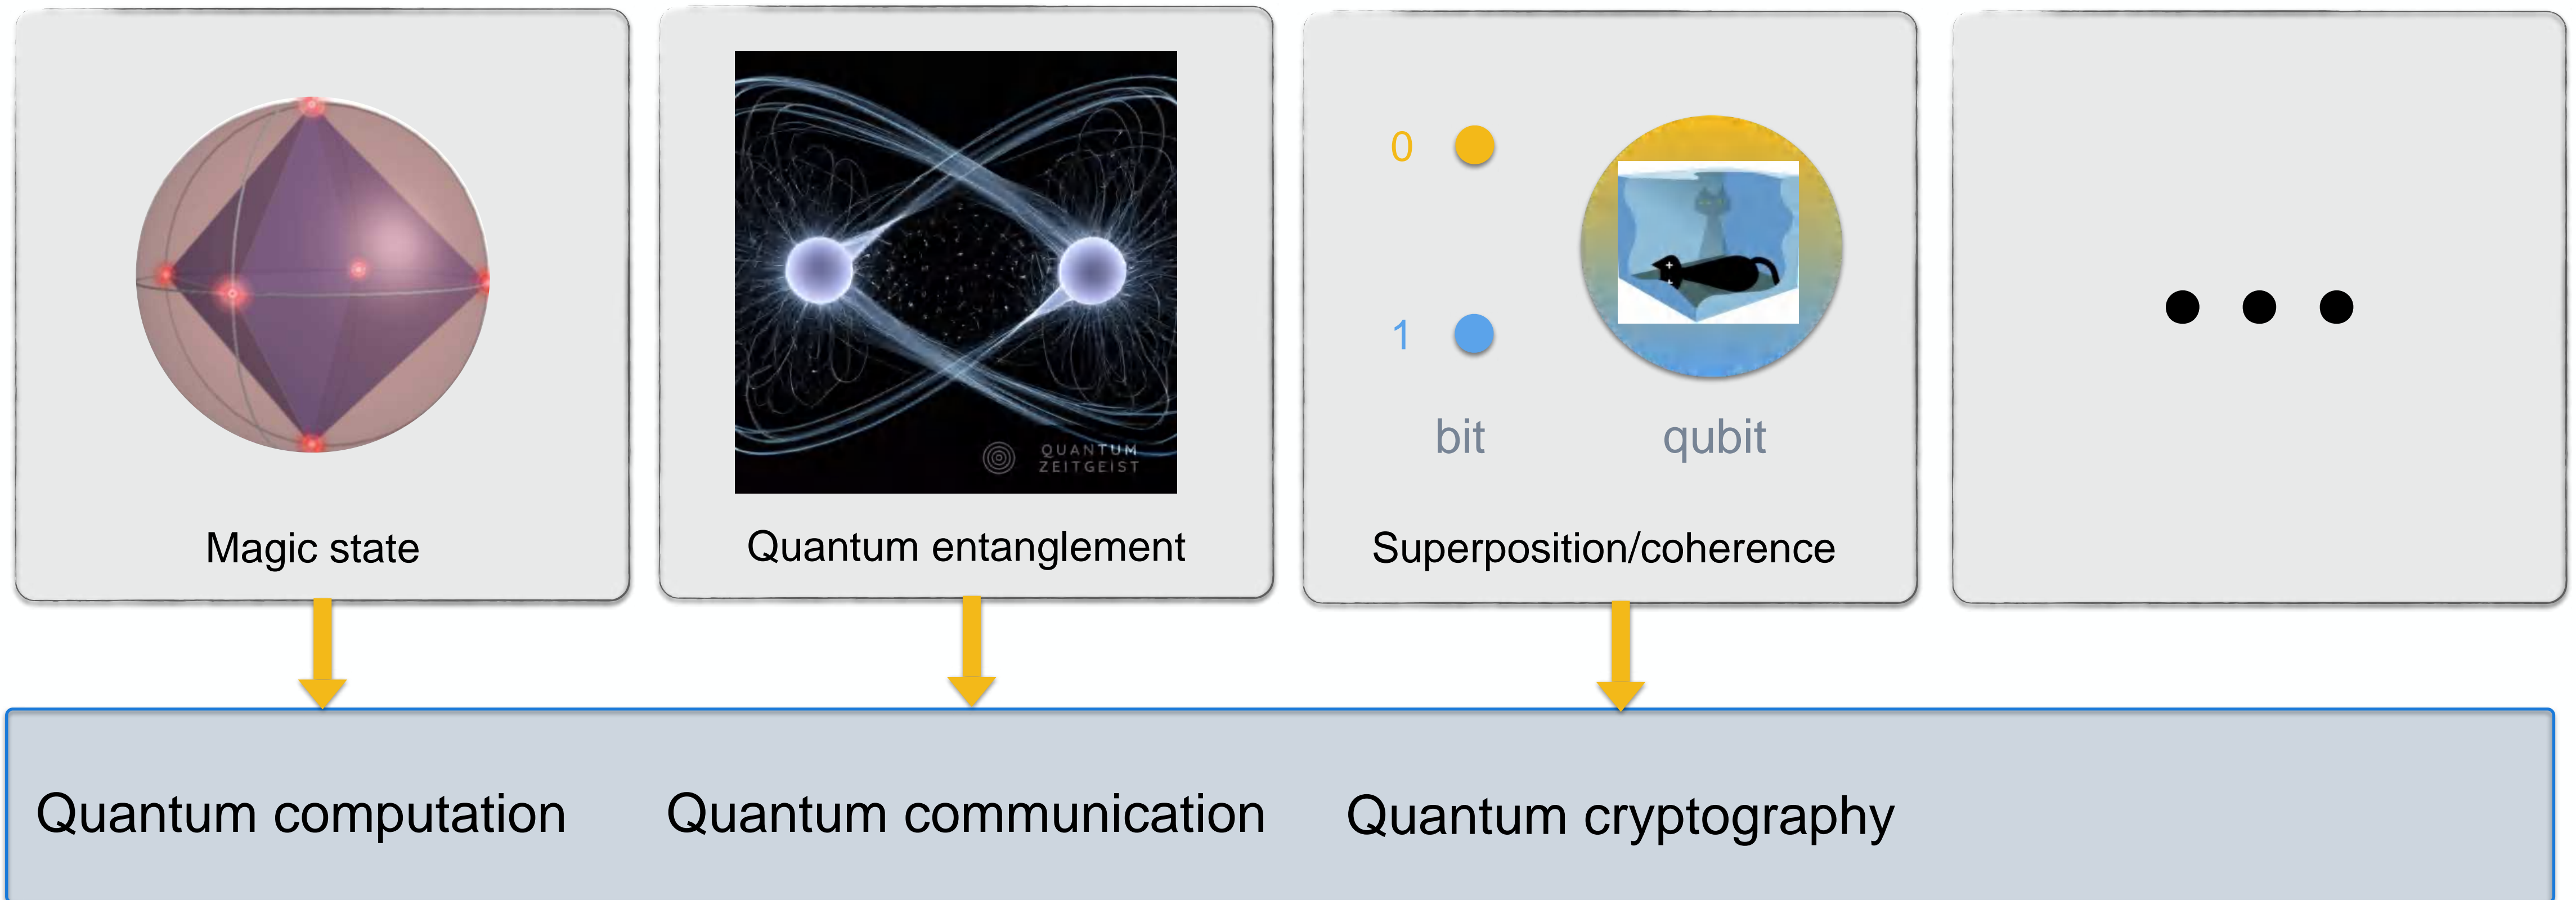 Magic state
QUANTUM
ZEITGEIST
Quantum entanglement
0
1
bit
qubit
Superposition/coherence
Quantum computation
Quantum communication
Quantum cryptography